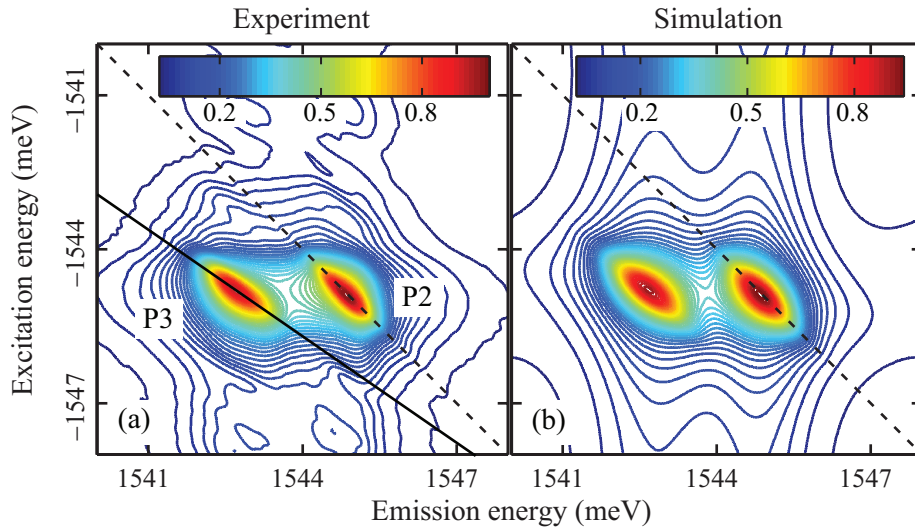 Experiment
Simulation
0.2 0.5 0.8
0.2 0.5 0.8
Excitation energy (meV)
−1541
−1544
−1547
P3
P2
(a)
(b)
1541 1544 1547
1541 1544 1547
Emission energy (meV)